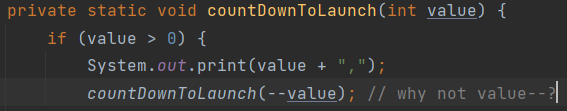 private static void countDownToLaunch(int value) {
if (value > 0) {
System.out.print(value + ",");
countDownToLaunch(--value); // why not value--?